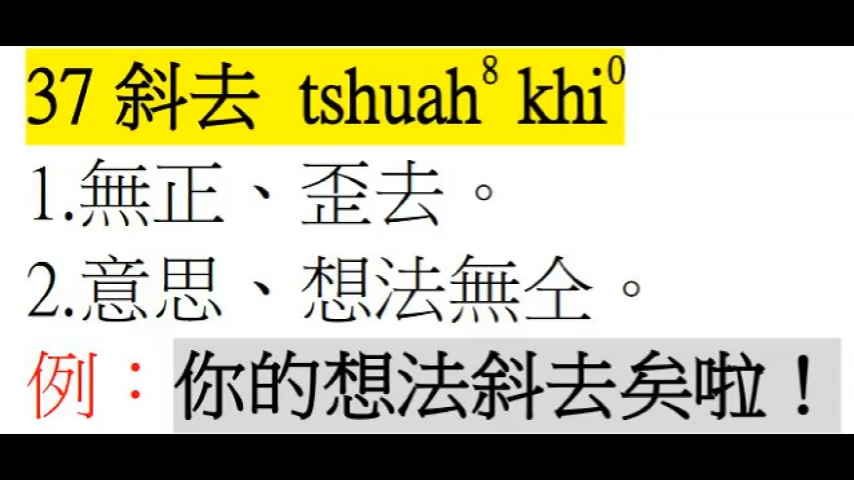 37 斜去 tshuah⁸ khi⁰
1.無正、歪去。
2.意思、想法無仝。
例：你的想法斜去矣啦！